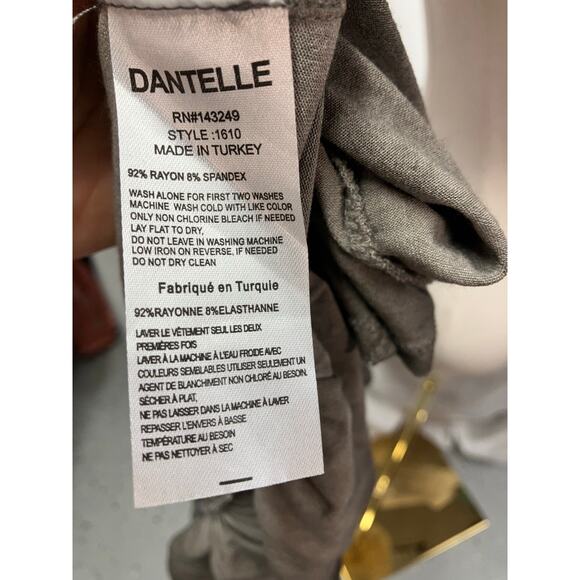 DANTELLE
RN#143249
STYLE :1610
MADE IN TURKEY
92% RAYON 8% SPANDEX
WASH ALONE FOR FIRST TWO WASHES
MACHINE WASH COLD WITH LIKE COLOR
ONLY NON CHLORINE BLEACH IF NEEDED
LAY FLAT TO DRY,
DO NOT LEAVE IN WASHING MACHINE
LOW IRON ON REVERSE, IF NEEDED
DO NOT DRY CLEAN
Fabriqué en Turquie
92%RAYONNE 8%ELASTHANNE
LAVER LE VÊTEMENT SEUL LES DEUX
PREMIÈRES FOIS
LAVER À LA MACHINE À L'EAU FROIDE AVEC
COULEURS SEMBLABLES UTILISER SEULEMENT UN
AGENT DE BLANCHIMENT NON CHLORÉ AU BESOIN.
SÉCHER À PLAT,
NE PAS LAISSER DANS LA MACHINE À LAVER
REPASSER L'ENVERS À BASSE
TEMPÉRATURE AU BESOIN
NE PAS NETTOYER À SEC